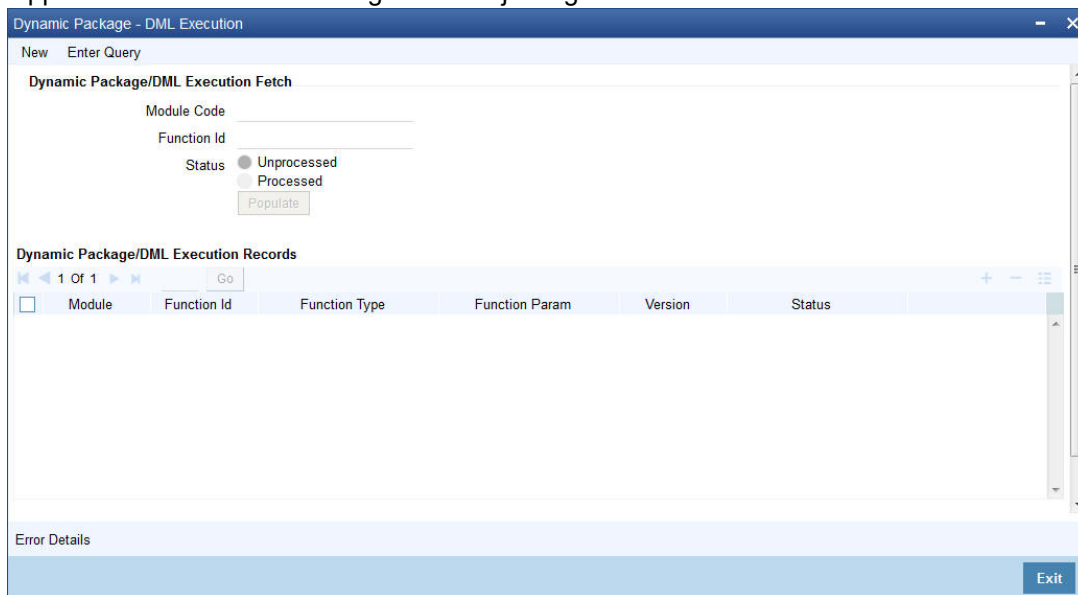 Dynamic Package - DML Execution
New Enter Query
Dynamic Package/DML Execution Fetch
Module Code
Function Id
Status Unprocessed
Processed
Populate
Dynamic Package/DML Execution Records
1 Of 1 Go
Module Function Id Function Type Function Param Version Status
Error Details
Exit